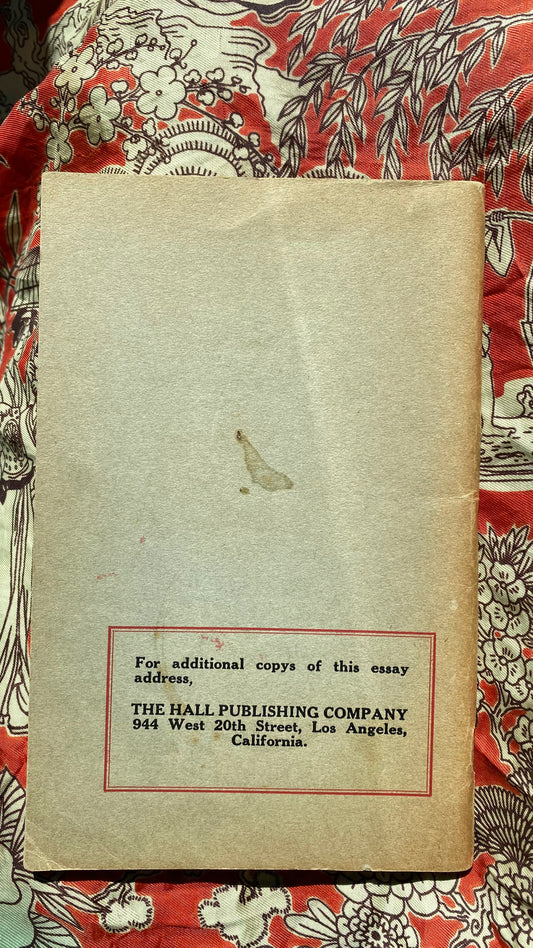 For additional copys of this essay
address,
THE HALL PUBLISHING COMPANY
944 West 20th Street, Los Angeles,
California.